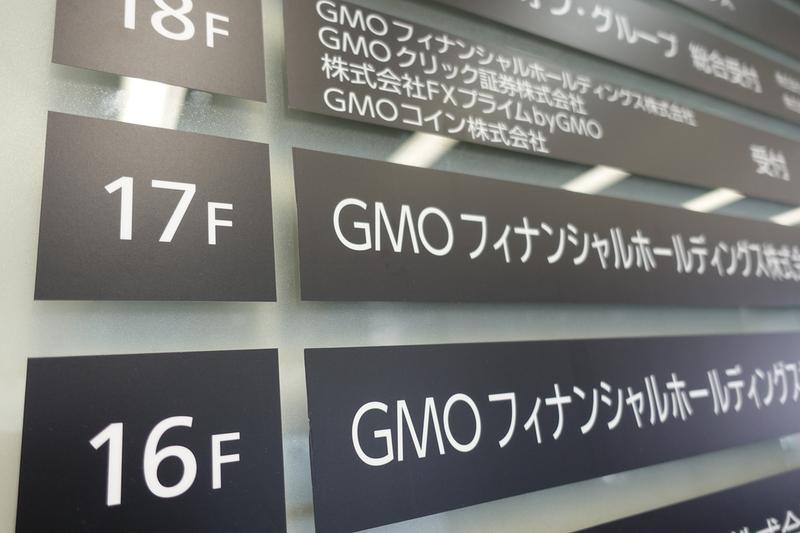 グループ 総合受付
18F
GMOフィナンシャルホールディングス株式会社
GMOクリック証券株式会社
株式会社FXプライムbyGMO
GMOコイン株式会社
受付
17F
GMOフィナンシャルホールディングス株式会
16F
GMOフィナンシャルホールディングス